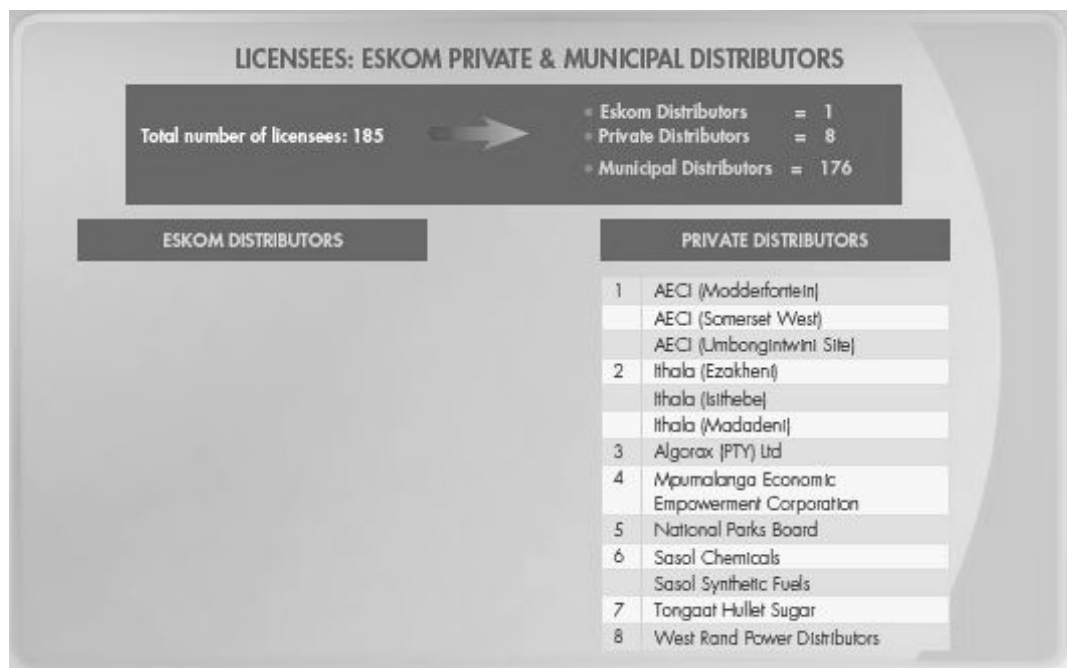 LICENSEES: ESKOM PRIVATE & MUNICIPAL DISTRIBUTORS
Total number of licensees: 185
Eskom Distributors = 1
Private Distributors = 8
Municipal Distributors = 176
ESKOM DISTRIBUTORS
PRIVATE DISTRIBUTORS
1 AECI (Modderfontein)
AECI (Somerset West)
AECI (Umbongintwini Site)
2 Ithala (Ezakheni)
Ithala (Isithebe)
Ithala (Madadeni)
3 Algorax (PTY) Ltd
4 Mpumalanga Economic
Empowerment Corporation
5 National Parks Board
6 Sasol Chemicals
Sasol Synthetic Fuels
7 Tongaat Hullet Sugar
8 West Rand Power Distributors